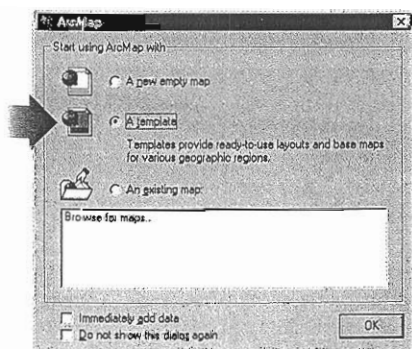 ArcMap
Start using ArcMap with
A new empty map
A template
Templates provide ready-to-use layouts and base maps
for various geographic regions.
An existing map:
Browse for maps..
Immediately add data
Do not show this dialog again
OK